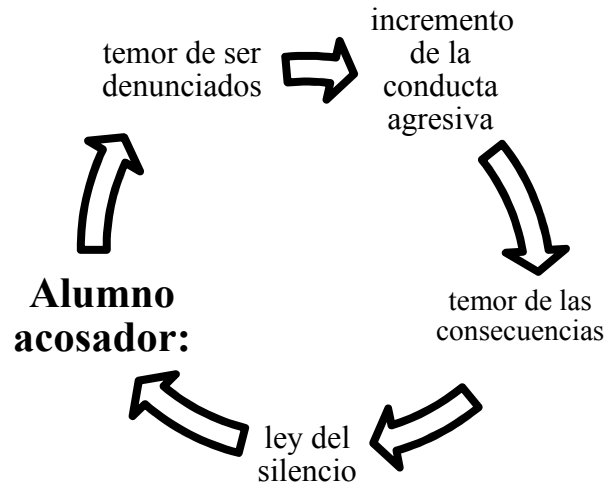 Alumno
acosador:
temor de ser
denunciados
incremento
de la
conducta
agresiva
temor de las
consecuencias
ley del
silencio